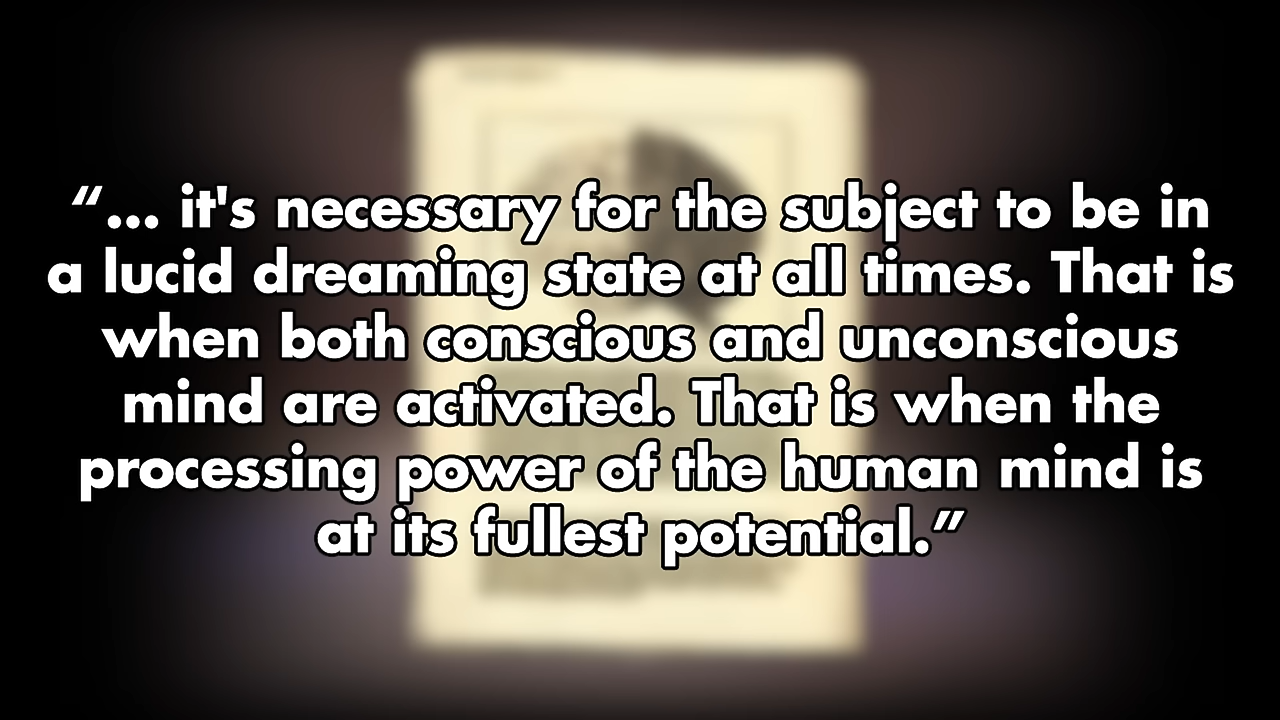 “... it's necessary for the subject to be in
a lucid dreaming state at all times. That is
when both conscious and unconscious
mind are activated. That is when the
processing power of the human mind is
at its fullest potential.”